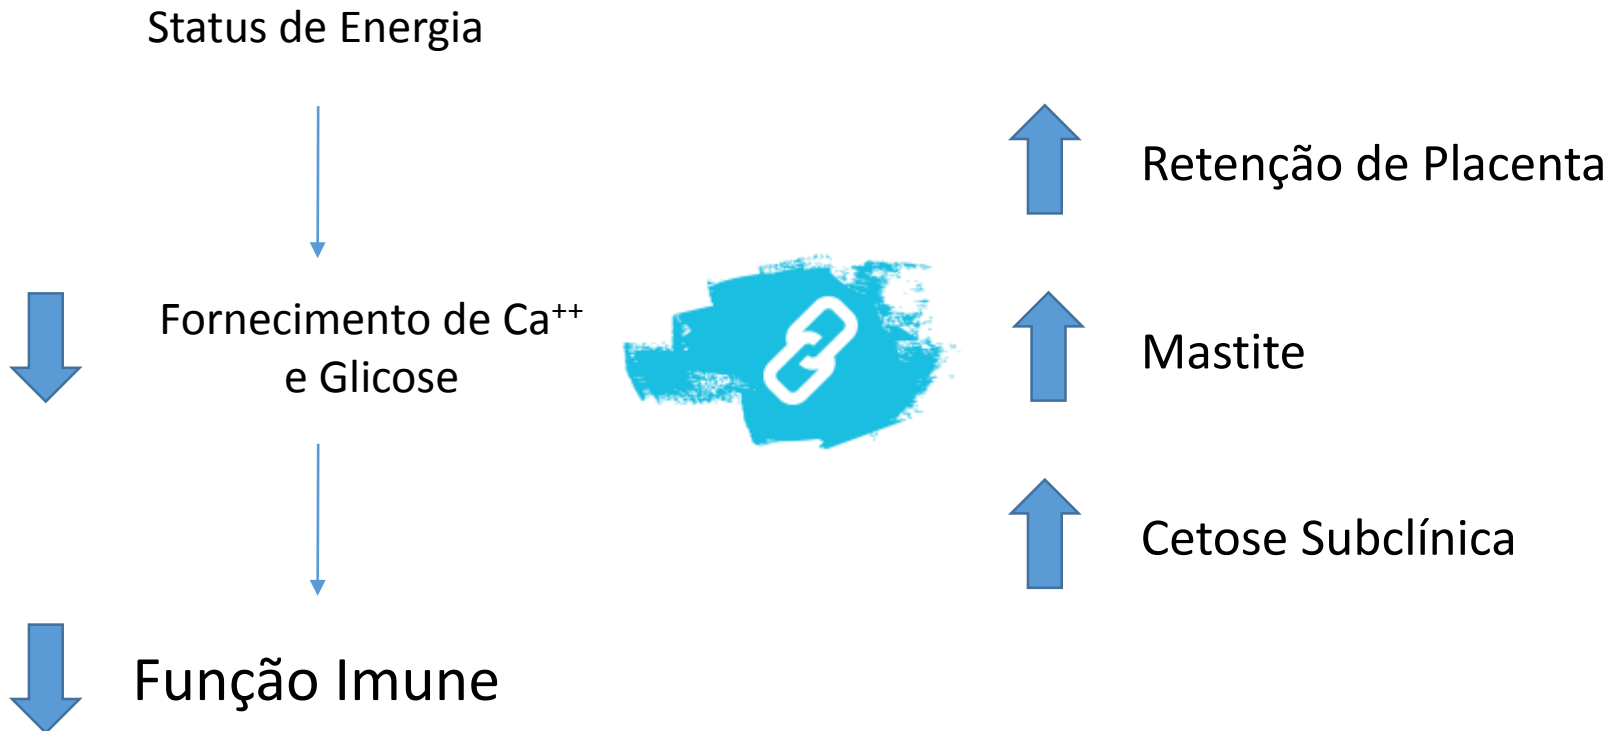 Status de Energia
Fornecimento de Ca⁺⁺
e Glicose
Função Imune
Retenção de Placenta
Mastite
Cetose Subclínica